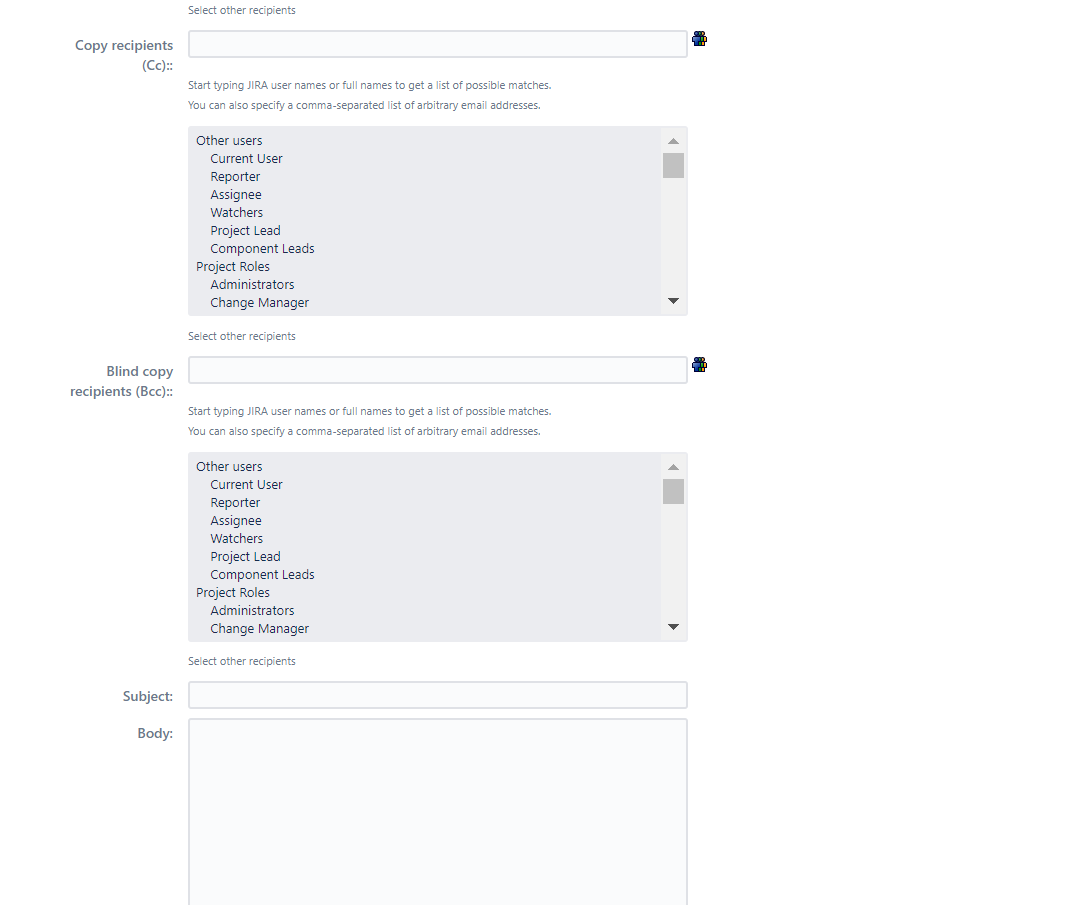 Select other recipients
Copy recipients
(Cc)::
Start typing JIRA user names or full names to get a list of possible matches.
You can also specify a comma-separated list of arbitrary email addresses.
Other users
Current User
Reporter
Assignee
Watchers
Project Lead
Component Leads
Project Roles
Administrators
Change Manager
Select other recipients
Blind copy
recipients (Bcc)::
Start typing JIRA user names or full names to get a list of possible matches.
You can also specify a comma-separated list of arbitrary email addresses.
Other users
Current User
Reporter
Assignee
Watchers
Project Lead
Component Leads
Project Roles
Administrators
Change Manager
Select other recipients
Subject:
Body: